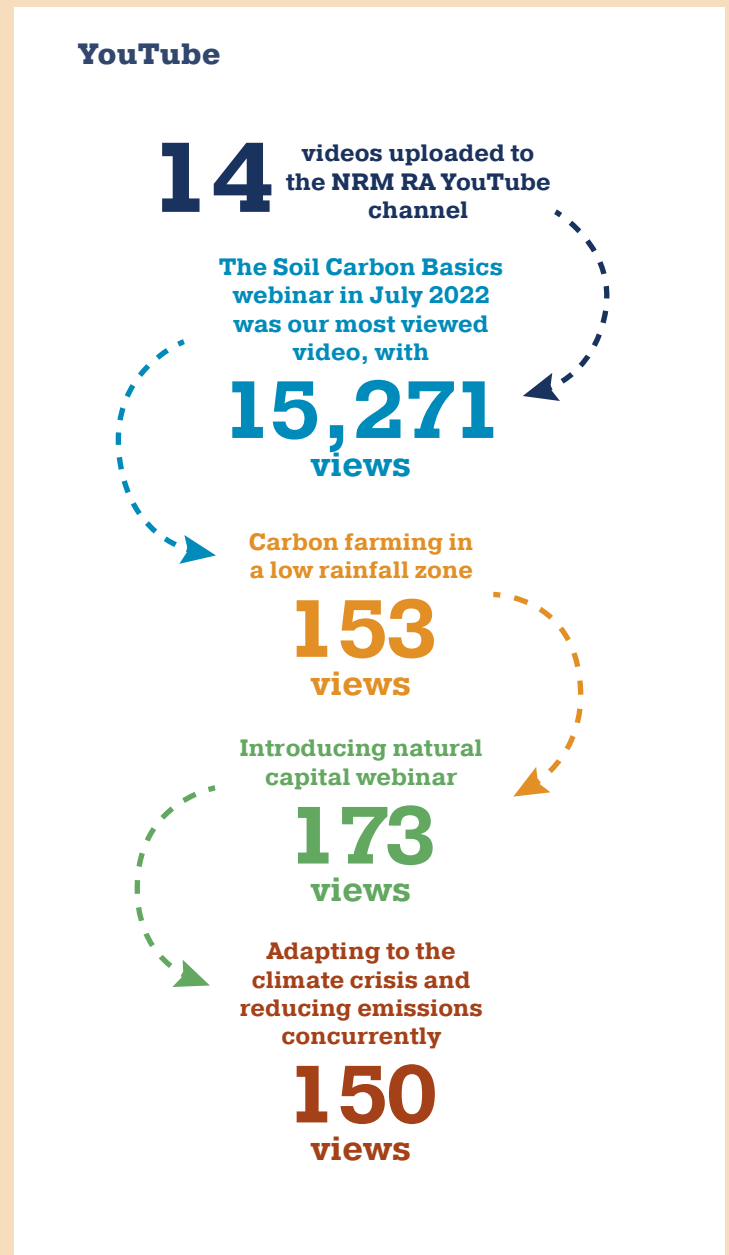 YouTube
14
videos uploaded to
the NRM RA YouTube
channel
The Soil Carbon Basics
webinar in July 2022
was our most viewed
video, with
15,271
views
Carbon farming in
a low rainfall zone
153
views
Introducing natural
capital webinar
173
views
Adapting to the
climate crisis and
reducing emissions
concurrently
150
views